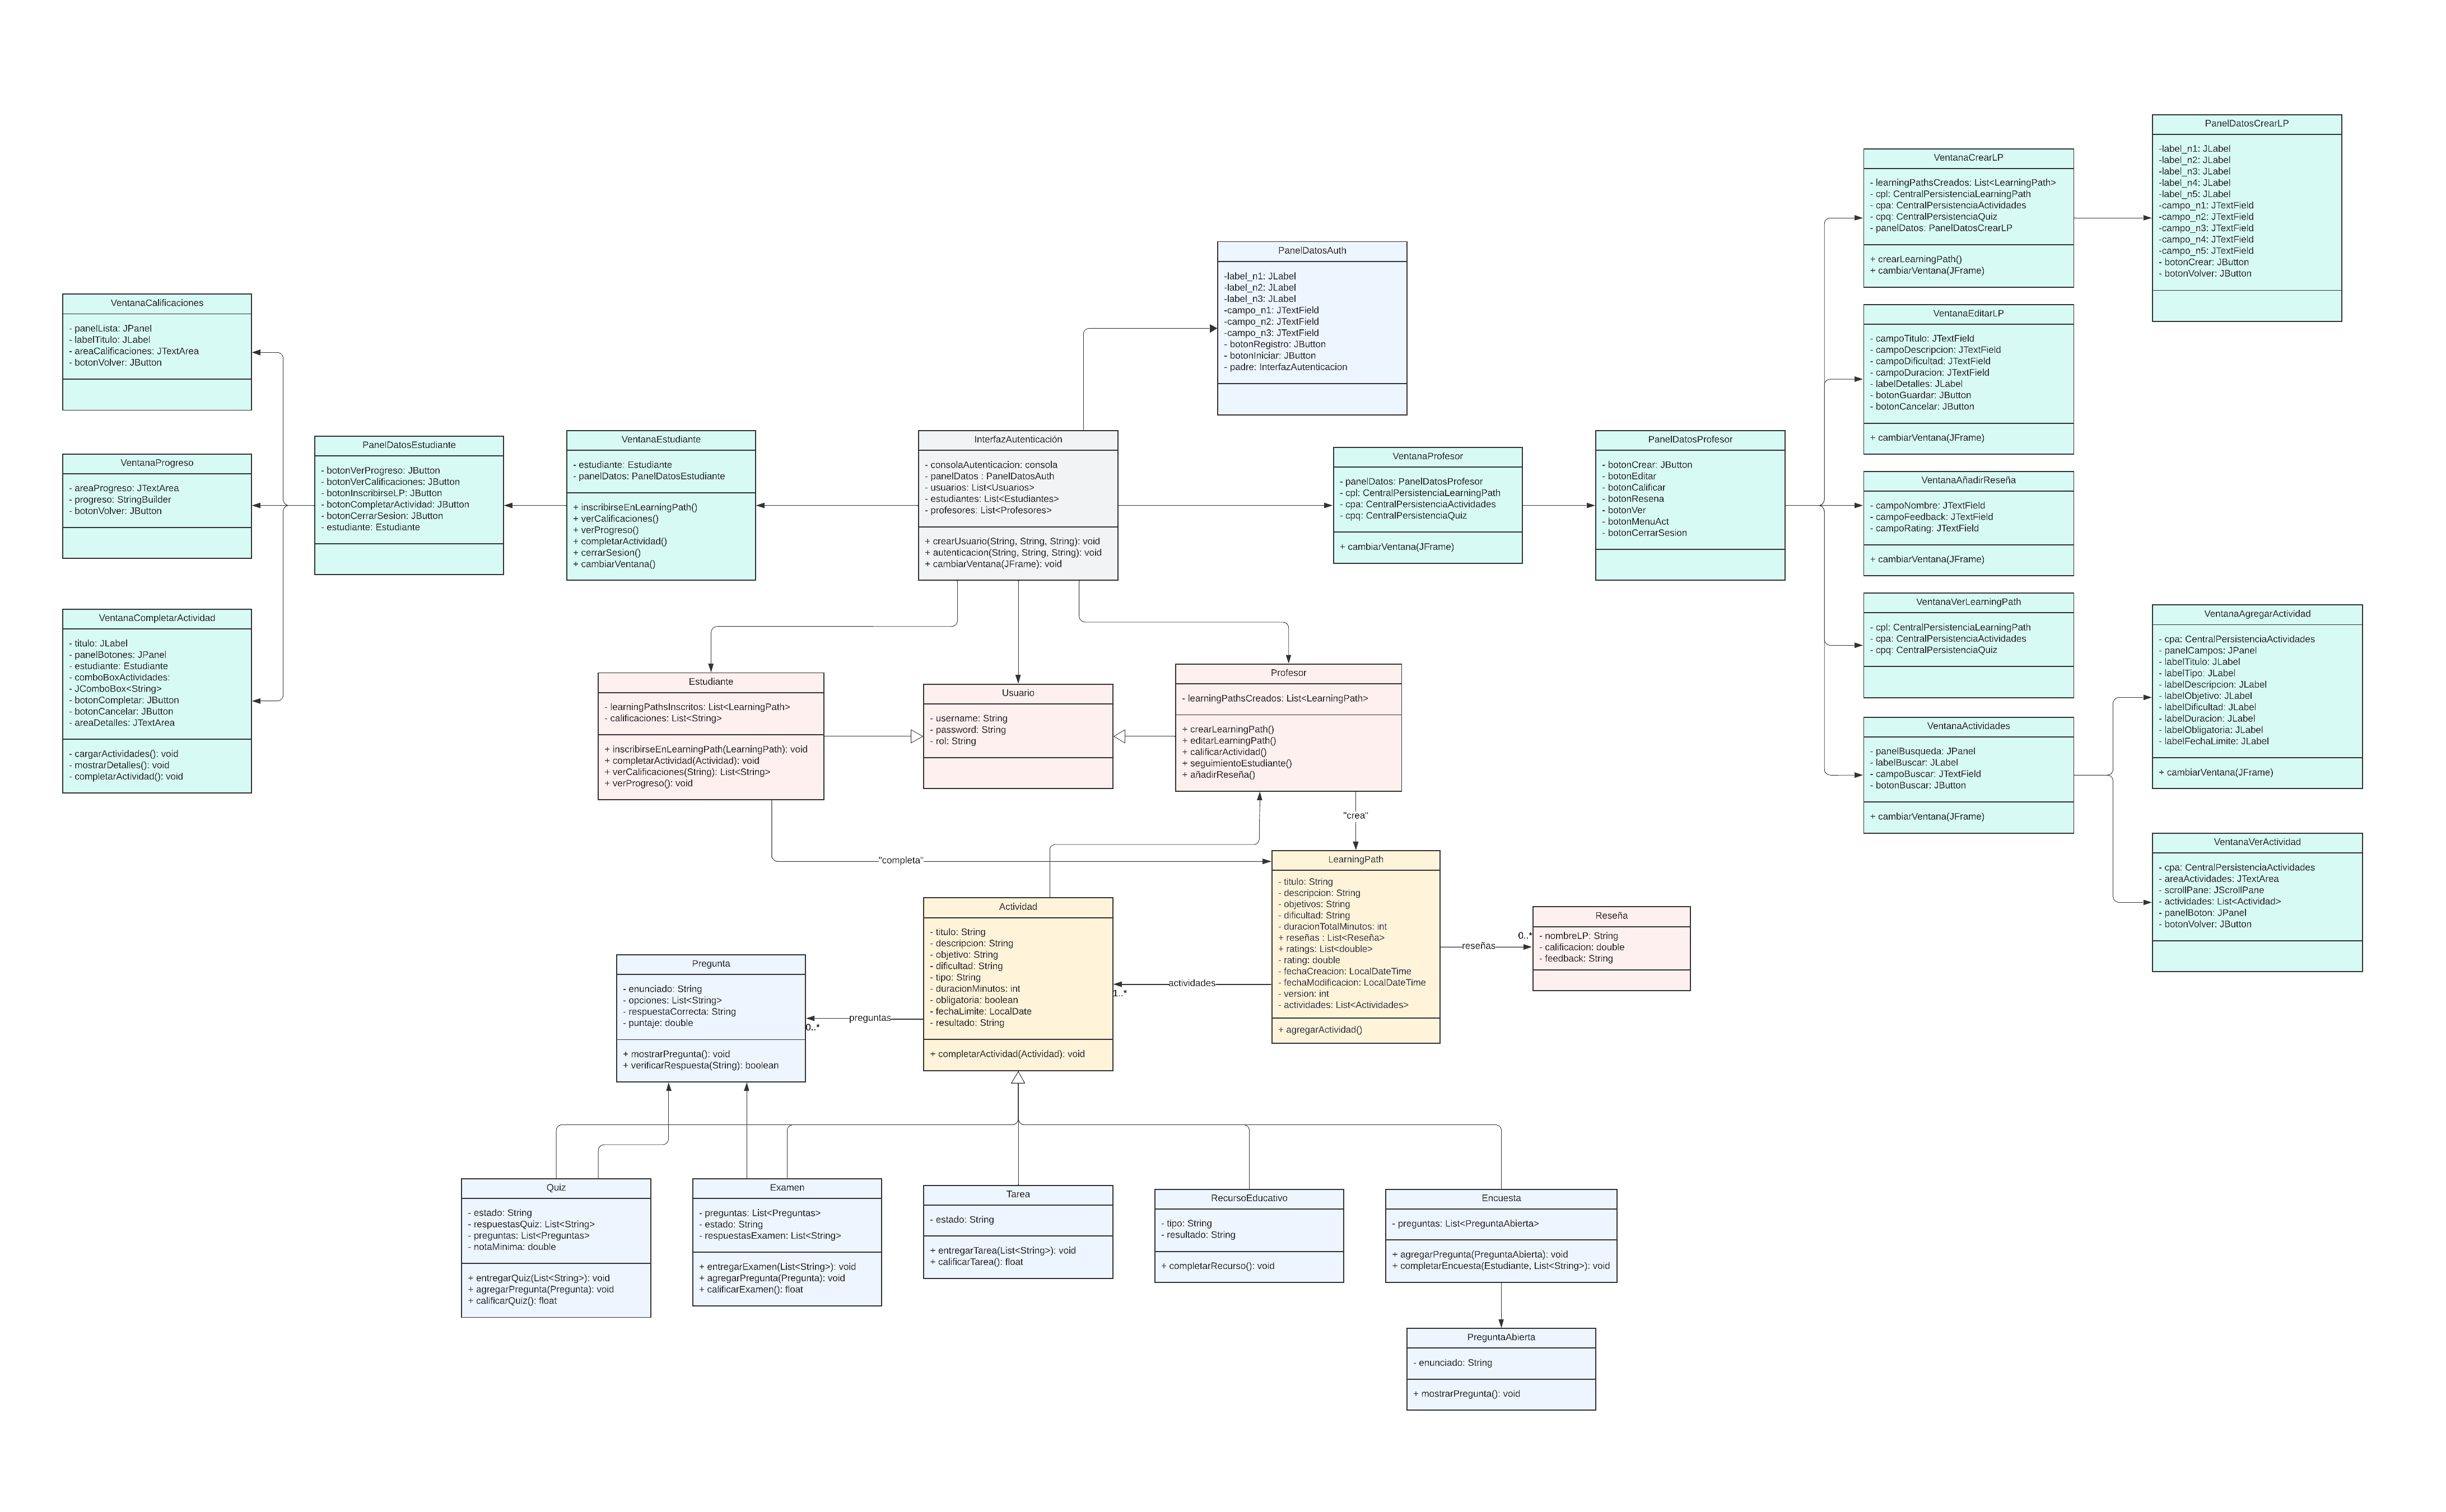 PanelDatosCrearLP
-label_n1: JLabel
-label_n2: JLabel
-label_n3: JLabel
-label_n4: JLabel
-label_n5: JLabel
-campo_n1: JTextField
-campo_n2: JTextField
-campo_n3: JTextField
-campo_n4: JTextField
-campo_n5: JTextField
- botonCrear: JButton
- botonVolver: JButton
VentanaCrearLP
- learningPathsCreados: List<LearningPath>
- cpl: CentralPersistenciaLearningPath
- cpa: CentralPersistenciaActividades
- cpq: CentralPersistenciaQuiz
- panelDatos: PanelDatosCrearLP
+ crearLearningPath()
+ cambiarVentana(JFrame)
PanelDatosAuth
-label_n1: JLabel
-label_n2: JLabel
-label_n3: JLabel
-campo_n1: JTextField
-campo_n2: JTextField
-campo_n3: JTextField
- botonRegistro: JButton
- botonIniciar: JButton
- padre: InterfazAutenticacion
VentanaCalificaciones
- panelLista: JPanel
- labelTitulo: JLabel
- areaCalificaciones: JTextArea
- botonVolver: JButton
VentanaEditarLP
- campoTitulo: JTextField
- campoDescripcion: JTextField
- campoDificultad: JTextField
- campoDuracion: JTextField
- labelDetalles: JLabel
- botonGuardar: JButton
- botonCancelar: JButton
+ cambiarVentana(JFrame)
VentanaProgreso
- areaProgreso: JTextArea
- progreso: StringBuilder
- botonVolver: JButton
PanelDatosEstudiante
- botonVerProgreso: JButton
- botonVerCalificaciones: JButton
- botonInscribirseLP: JButton
- botonCompletarActividad: JButton
- botonCerrarSesion: JButton
- estudiante: Estudiante
VentanaEstudiante
- estudiante: Estudiante
- panelDatos: PanelDatosEstudiante
+ inscribirseEnLearningPath()
+ verCalificaciones()
+ verProgreso()
+ completarActividad()
+ cerrarSesion()
+ cambiarVentana()
InterfazAutenticación
- consolaAutenticacion: consola
- panelDatos : PanelDatosAuth
- usuarios: List<Usuarios>
- estudiantes: List<Estudiantes>
- profesores: List<Profesores>
+ crearUsuario(String, String, String): void
+ autenticacion(String, String, String): void
+ cambiarVentana(JFrame): void
VentanaProfesor
- panelDatos: PanelDatosProfesor
- cpl: CentralPersistenciaLearningPath
- cpa: CentralPersistenciaActividades
- cpq: CentralPersistenciaQuiz
+ cambiarVentana(JFrame)
PanelDatosProfesor
- botonCrear: JButton
- botonEditar
- botonCalificar
- botonResena
- botonVer
- botonMenuAct
- botonCerrarSesion
VentanaAñadirReseña
- campoNombre: JTextField
- campoFeedback: JTextField
- campoRating: JTextField
+ cambiarVentana(JFrame)
VentanaCompletarActividad
- titulo: JLabel
- panelBotones: JPanel
- estudiante: Estudiante
- comboBoxActividades:
- JComboBox<String>
- botonCompletar: JButton
- botonCancelar: JButton
- areaDetalles: JTextArea
- cargarActividades(): void
- mostrarDetalles(): void
- completarActividad(): void
VentanaVerLearningPath
- cpl: CentralPersistenciaLearningPath
- cpa: CentralPersistenciaActividades
- cpq: CentralPersistenciaQuiz
VentanaAgregarActividad
- cpa: CentralPersistenciaActividades
- panelCampos: JPanel
- labelTitulo: JLabel
- labelTipo: JLabel
- labelDescripcion: JLabel
- labelObjetivo: JLabel
- labelDificultad: JLabel
- labelDuracion: JLabel
- labelObligatoria: JLabel
- labelFechaLimite: JLabel
+ cambiarVentana(JFrame)
Estudiante
- learningPathsInscritos: List<LearningPath>
- calificaciones: List<String>
+ inscribirseEnLearningPath(LearningPath): void
+ completarActividad(Actividad): void
+ verCalificaciones(String): List<String>
+ verProgreso(): void
Usuario
- username: String
- password: String
- rol: String
Profesor
- learningPathsCreados: List<LearningPath>
+ crearLearningPath()
+ editarLearningPath()
+ calificarActividad()
+ seguimientoEstudiante()
+ añadirReseña()
VentanaActividades
- panelBusqueda: JPanel
- labelBuscar: JLabel
- campoBuscar: JTextField
- botonBuscar: JButton
+ cambiarVentana(JFrame)
"crea"
"completa"
VentanaVerActividad
- cpa: CentralPersistenciaActividades
- areaActividades: JTextArea
- scrollPane: JScrollPane
- actividades: List<Actividad>
- panelBoton: JPanel
- botonVolver: JButton
LearningPath
- titulo: String
- descripcion: String
- objetivos: String
- dificultad: String
- duracionTotalMinutos: int
+ reseñas : List<Reseña>
+ ratings: List<double>
- rating: double
- fechaCreacion: LocalDateTime
- fechaModificacion: LocalDateTime
- version: int
- actividades: List<Actividades>
+ agregarActividad()
reseñas
0..*
Reseña
- nombreLP: String
- calificacion: double
- feedback: String
Actividad
- titulo: String
- descripcion: String
- objetivo: String
- dificultad: String
- tipo: String
- duracionMinutos: int
- obligatoria: boolean
- fechaLimite: LocalDate
- resultado: String
+ completarActividad(Actividad): void
actividades
1..*
Pregunta
- enunciado: String
- opciones: List<String>
- respuestaCorrecta: String
- puntaje: double
+ mostrarPregunta(): void
+ verificarRespuesta(String): boolean
preguntas
0..*
Quiz
- estado: String
- respuestasQuiz: List<String>
- preguntas: List<Preguntas>
- notaMinima: double
+ entregarQuiz(List<String>): void
+ agregarPregunta(Pregunta): void
+ calificarQuiz(): float
Examen
- preguntas: List<Preguntas>
- estado: String
- respuestasExamen: List<String>
+ entregarExamen(List<String>): void
+ agregarPregunta(Pregunta): void
+ calificarExamen(): float
Tarea
- estado: String
+ entregarTarea(List<String>): void
+ calificarTarea(): float
RecursoEducativo
- tipo: String
- resultado: String
+ completarRecurso(): void
Encuesta
- preguntas: List<PreguntaAbierta>
+ agregarPregunta(PreguntaAbierta): void
+ completarEncuesta(Estudiante, List<String>): void
PreguntaAbierta
- enunciado: String
+ mostrarPregunta(): void